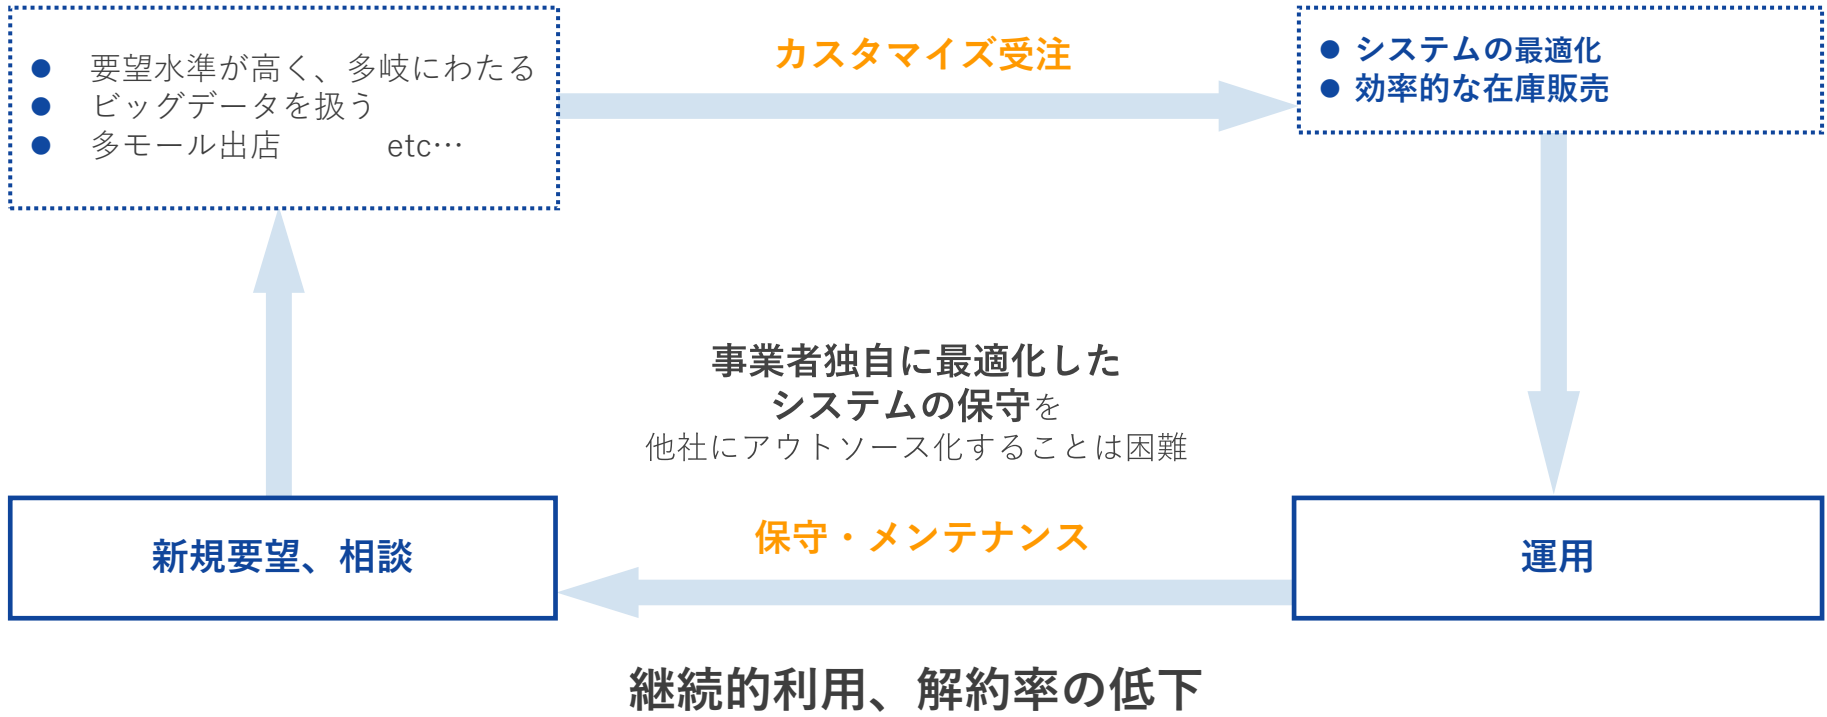 要望水準が高く、多岐にわたる
ビッグデータを扱う
多モール出店 etc…
カスタマイズ受注
システムの最適化
効率的な在庫販売
事業者独自に最適化した
システムの保守を
他社にアウトソース化することは困難
新規要望、相談
保守・メンテナンス
運用
継続的利用、解約率の低下